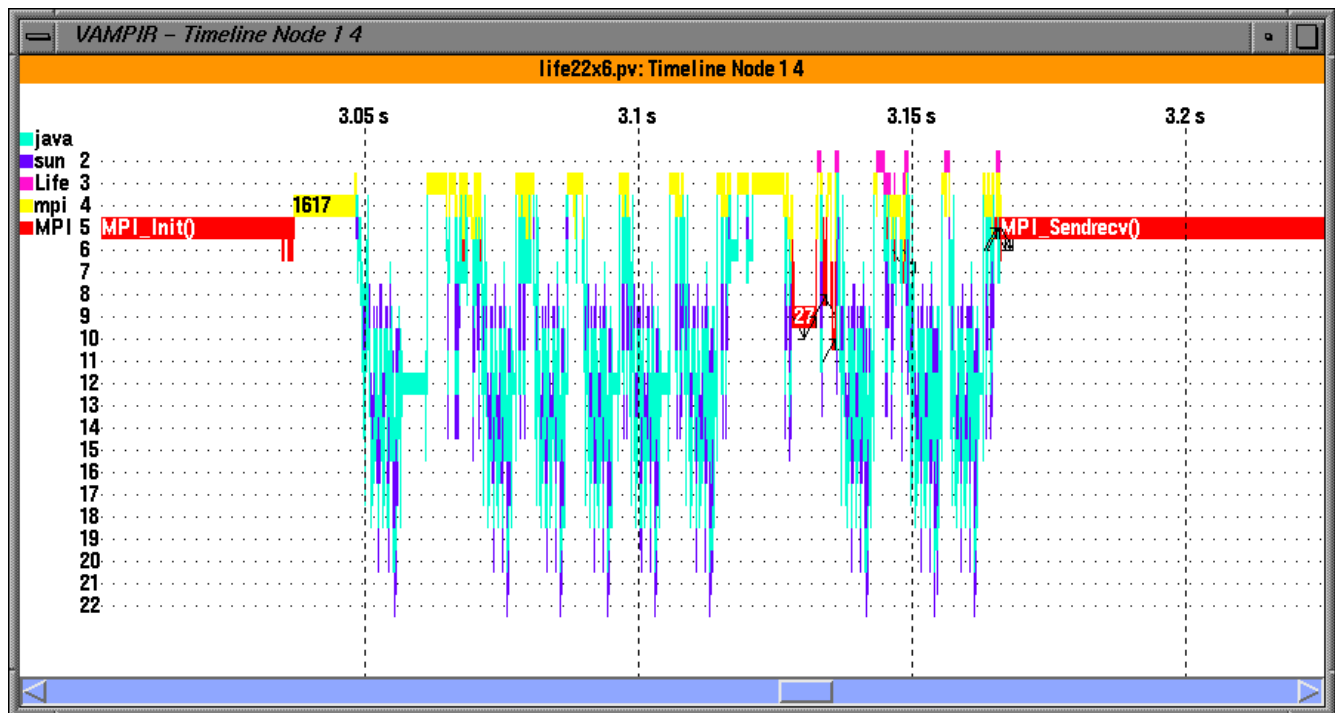 VAMPIR – Timeline Node 1 4
life22x6.pv: Timeline Node 1 4
3.05 s 3.1 s 3.15 s 3.2 s
java
sun 2
Life 3
mpi 4 1617
MPI 5 MPI_Init() MPI_Sendrecv()
6
7
8
9 27
10
11
12
13
14
15
16
17
18
19
20
21
22